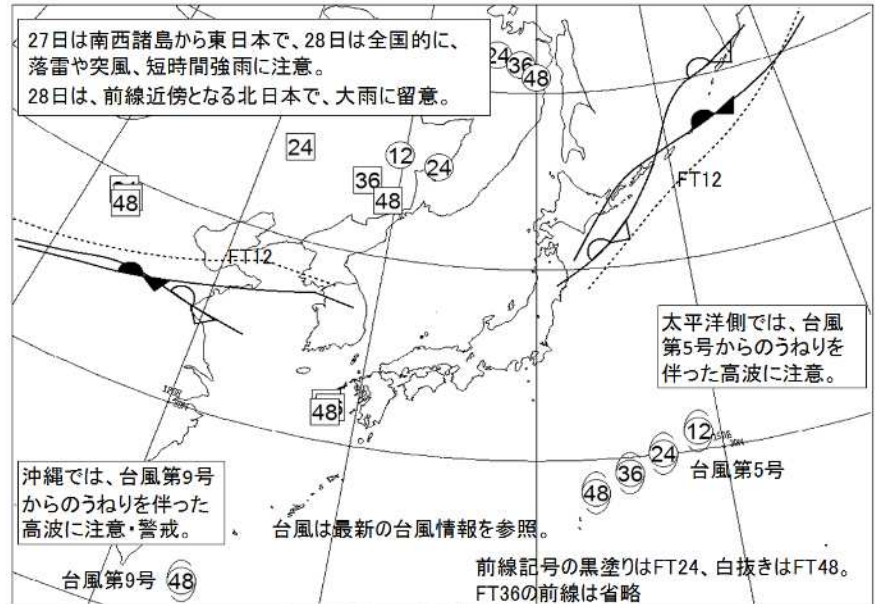 27日は南西諸島から東日本で、28日は全国的に、
落雷や突風、短時間強雨に注意。
28日は、前線近傍となる北日本で、大雨に留意。
24
36
48
24
12
24
36
48
48
FT12
FT12
太平洋側では、台風
第5号からのうねりを
伴った高波に注意。
48
12
24
36
48
台風第5号
沖縄では、台風第9号
からのうねりを伴った
高波に注意・警戒。
台風は最新の台風情報を参照。
台風第9号
48
前線記号の黒塗りはFT24、白抜きはFT48。
FT36の前線は省略